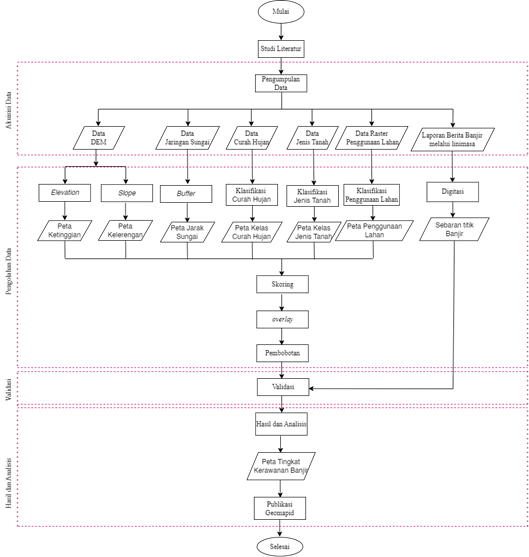 Mulai
Studi Literatur
Akuisisi Data
Pengumpulan
Data
Data
DEM
Data
Jaringan Sungai
Data
Curah Hujan
Data
Jenis Tanah
Data Raster
Penggunaan Lahan
Laporan Berita Banjir
melalui linimasa
Pengolahan Data
Elevation
Slope
Buffer
Klasifikasi
Curah Hujan
Klasifikasi
Jenis Tanah
Klasifikasi
Penggunaan Lahan
Digitasi
Peta
Ketinggian
Peta
Kelerengan
Peta Jarak
Sungai
Peta Kelas
Curah Hujan
Peta Kelas
Jenis Tanah
Peta Penggunaan
Lahan
Sebaran titik
Banjir
Skoring
overlay
Pembobotan
Validasi
Validasi
Hasil dan Analisis
Hasil dan Analisis
Peta Tingkat
Kerawanan Banjir
Publikasi
Geomapid
Selesai